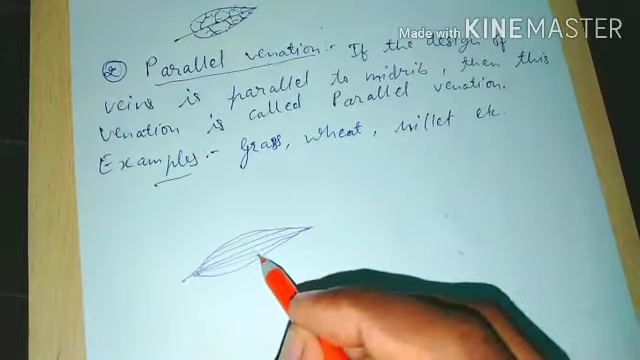 Made with KINEMASTER
② Parallel venation :- If the design of
veins is parallel to midrib, then this
venation is called Parallel venation.
Examples :- Grass, wheat, millet etc.